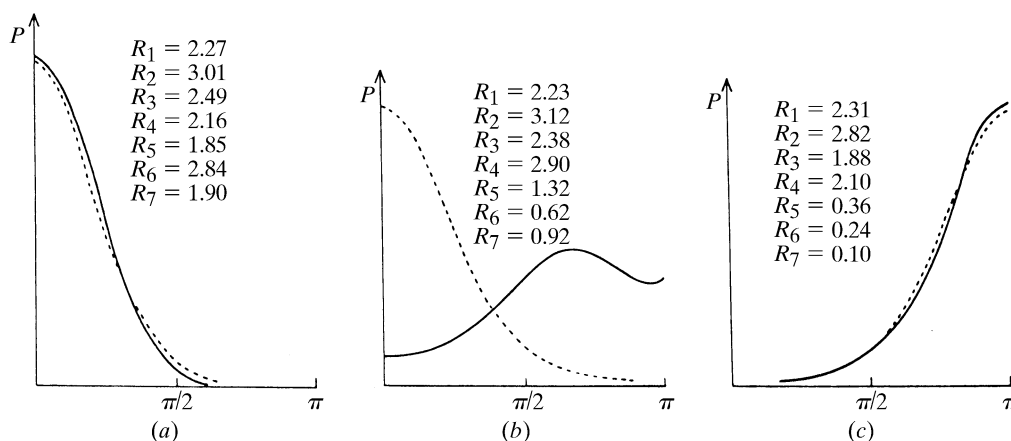 P
R1 = 2.27
R2 = 3.01
R3 = 2.49
R4 = 2.16
R5 = 1.85
R6 = 2.84
R7 = 1.90
π/2
π
(a)
P
R1 = 2.23
R2 = 3.12
R3 = 2.38
R4 = 2.90
R5 = 1.32
R6 = 0.62
R7 = 0.92
π/2
π
(b)
P
R1 = 2.31
R2 = 2.82
R3 = 1.88
R4 = 2.10
R5 = 0.36
R6 = 0.24
R7 = 0.10
π/2
π
(c)